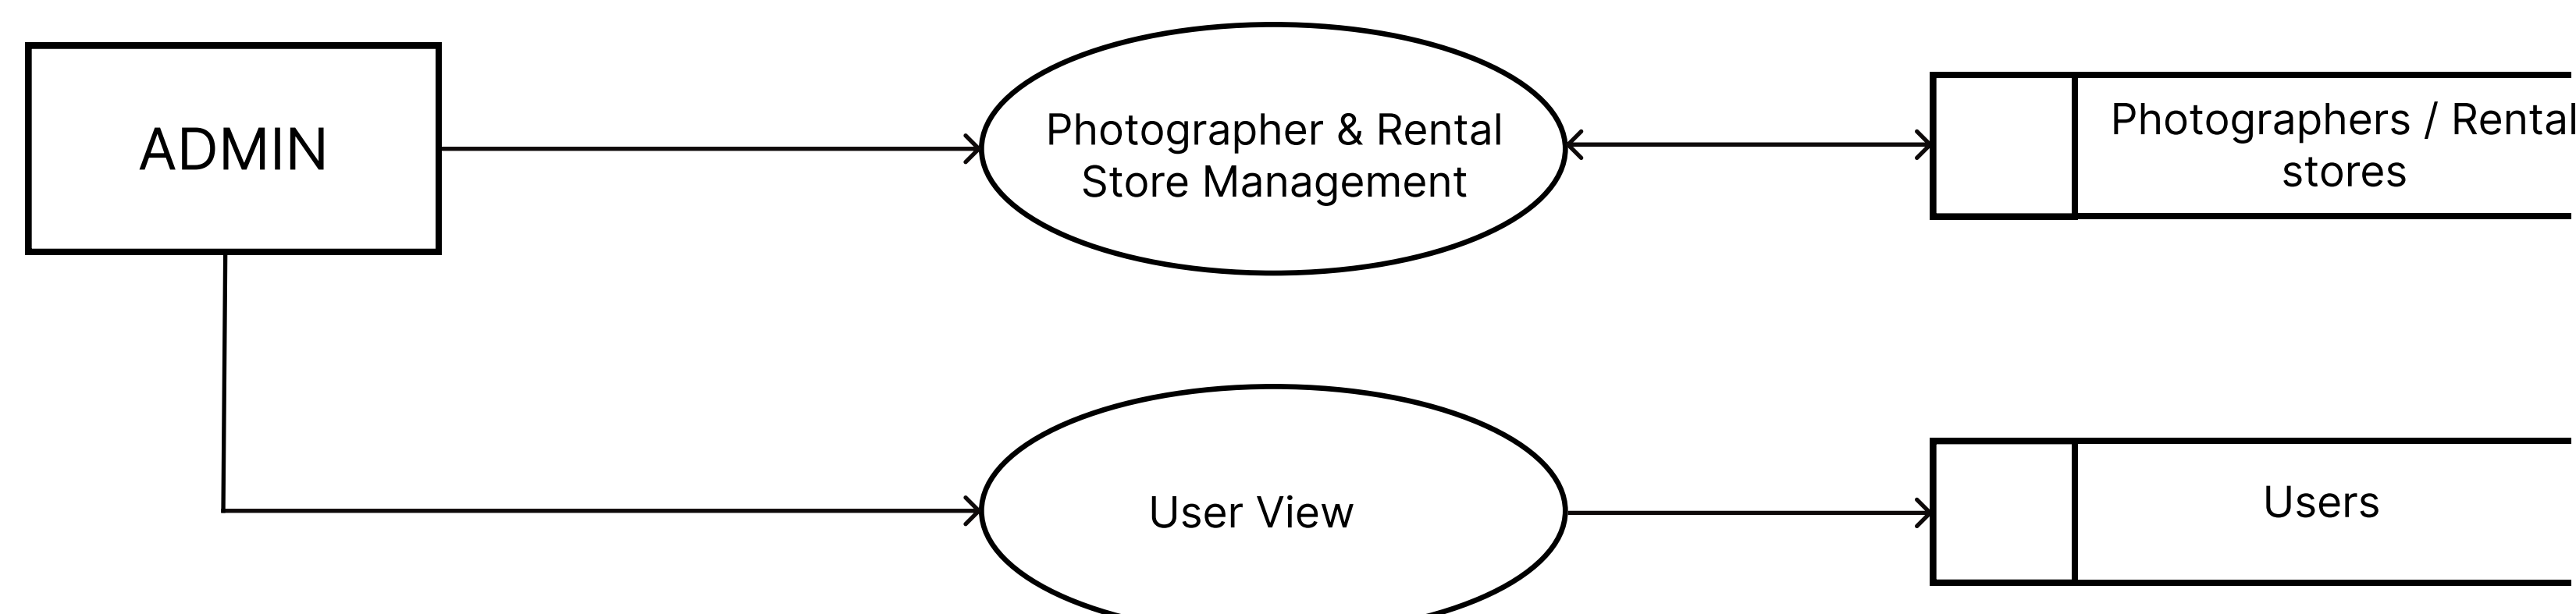 ADMIN
Photographer & Rental
Store Management
Photographers / Rental
stores
User View
Users